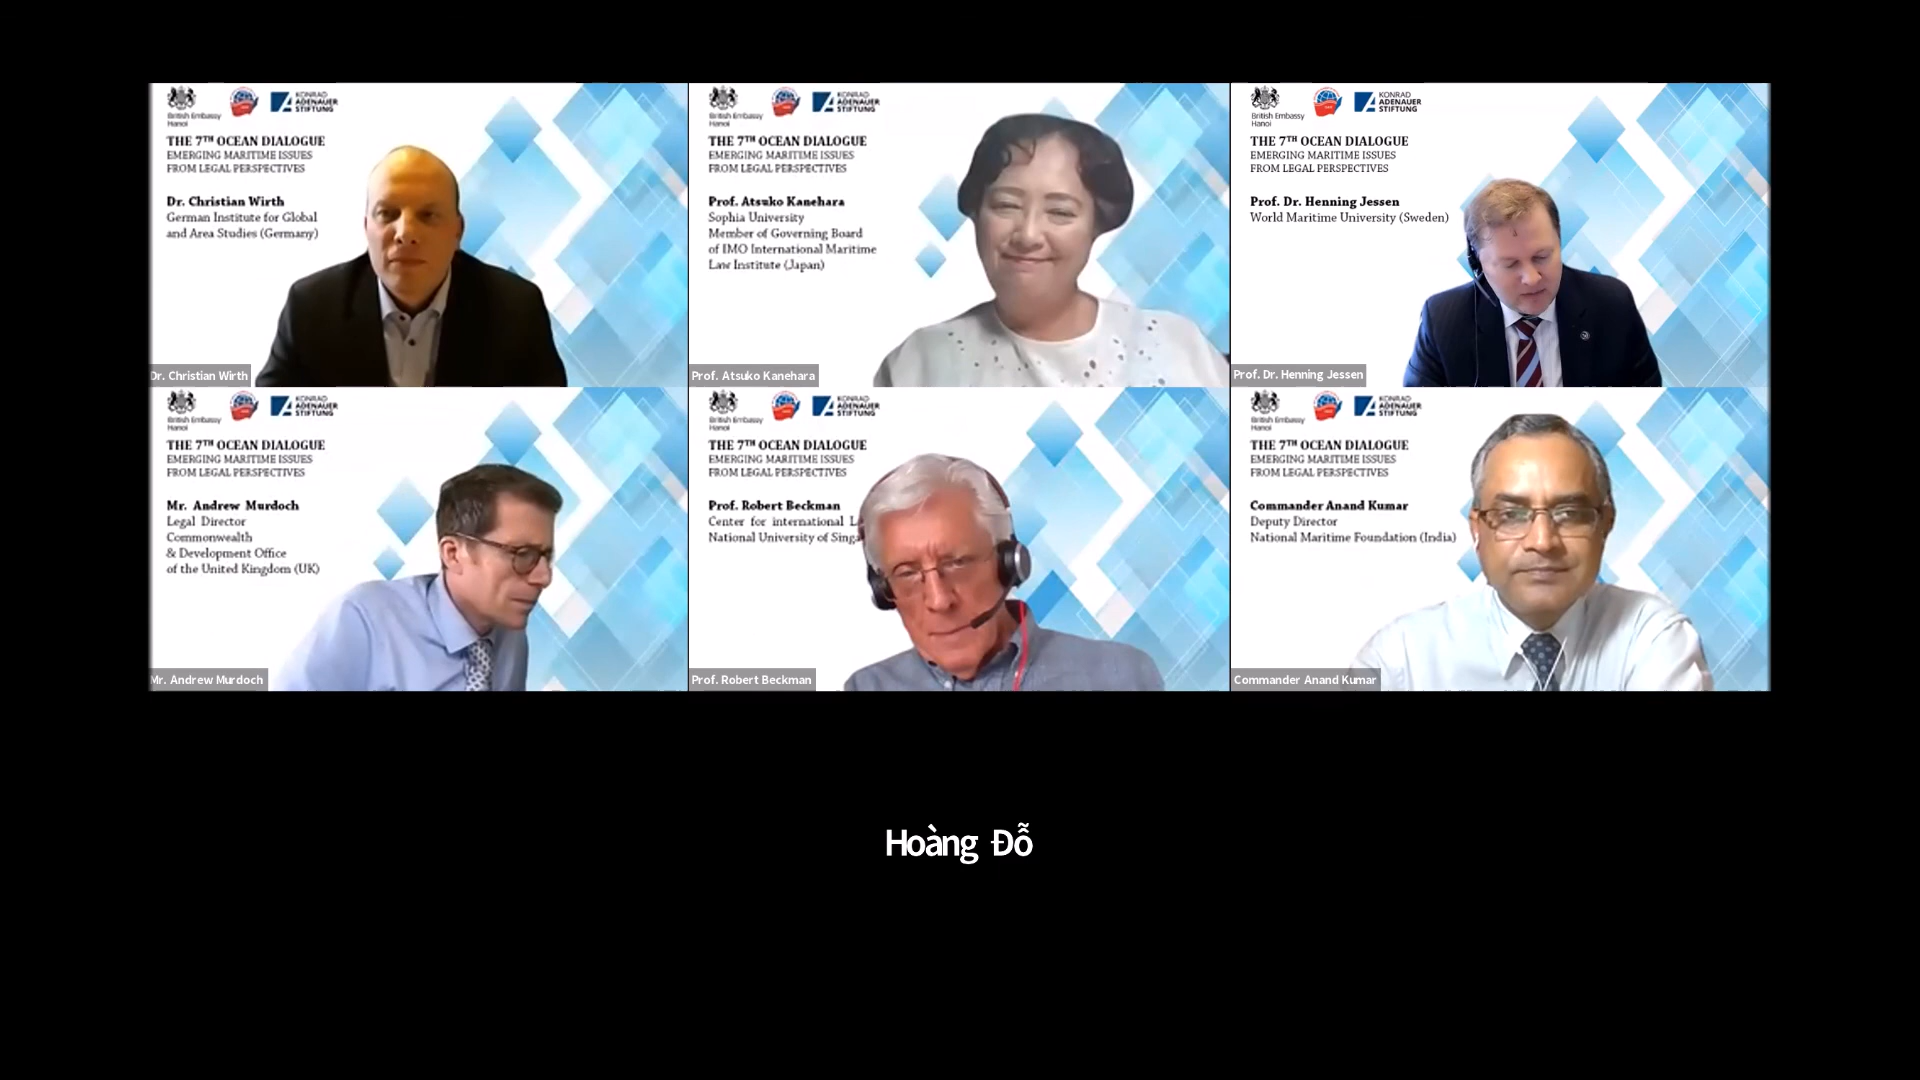 British Embassy
Hanoi
KONRAD
ADENAUER
STIFTUNG
THE 7TH OCEAN DIALOGUE
EMERGING MARITIME ISSUES
FROM LEGAL PERSPECTIVES
Dr. Christian Wirth
German Institute for Global
and Area Studies (Germany)
Dr. Christian Wirth
British Embassy
Hanoi
KONRAD
ADENAUER
STIFTUNG
THE 7TH OCEAN DIALOGUE
EMERGING MARITIME ISSUES
FROM LEGAL PERSPECTIVES
Prof. Atsuko Kanehara
Sophia University
Member of Governing Board
of IMO International Maritime
Law Institute (Japan)
Prof. Atsuko Kanehara
British Embassy
Hanoi
KONRAD
ADENAUER
STIFTUNG
THE 7TH OCEAN DIALOGUE
EMERGING MARITIME ISSUES
FROM LEGAL PERSPECTIVES
Prof. Dr. Henning Jessen
World Maritime University (Sweden)
Prof. Dr. Henning Jessen
British Embassy
Hanoi
KONRAD
ADENAUER
STIFTUNG
THE 7TH OCEAN DIALOGUE
EMERGING MARITIME ISSUES
FROM LEGAL PERSPECTIVES
Mr. Andrew Murdoch
Legal Director
Commonwealth
& Development Office
of the United Kingdom (UK)
Mr. Andrew Murdoch
British Embassy
Hanoi
KONRAD
ADENAUER
STIFTUNG
THE 7TH OCEAN DIALOGUE
EMERGING MARITIME ISSUES
FROM LEGAL PERSPECTIVES
Prof. Robert Beckman
Center for international
National University of
Prof. Robert Beckman
British Embassy
Hanoi
KONRAD
ADENAUER
STIFTUNG
THE 7TH OCEAN DIALOGUE
EMERGING MARITIME ISSUES
FROM LEGAL PERSPECTIVES
Commander Anand Kumar
Deputy Director
National Maritime Foundation (India)
Commander Anand Kumar
Hoàng Đỗ